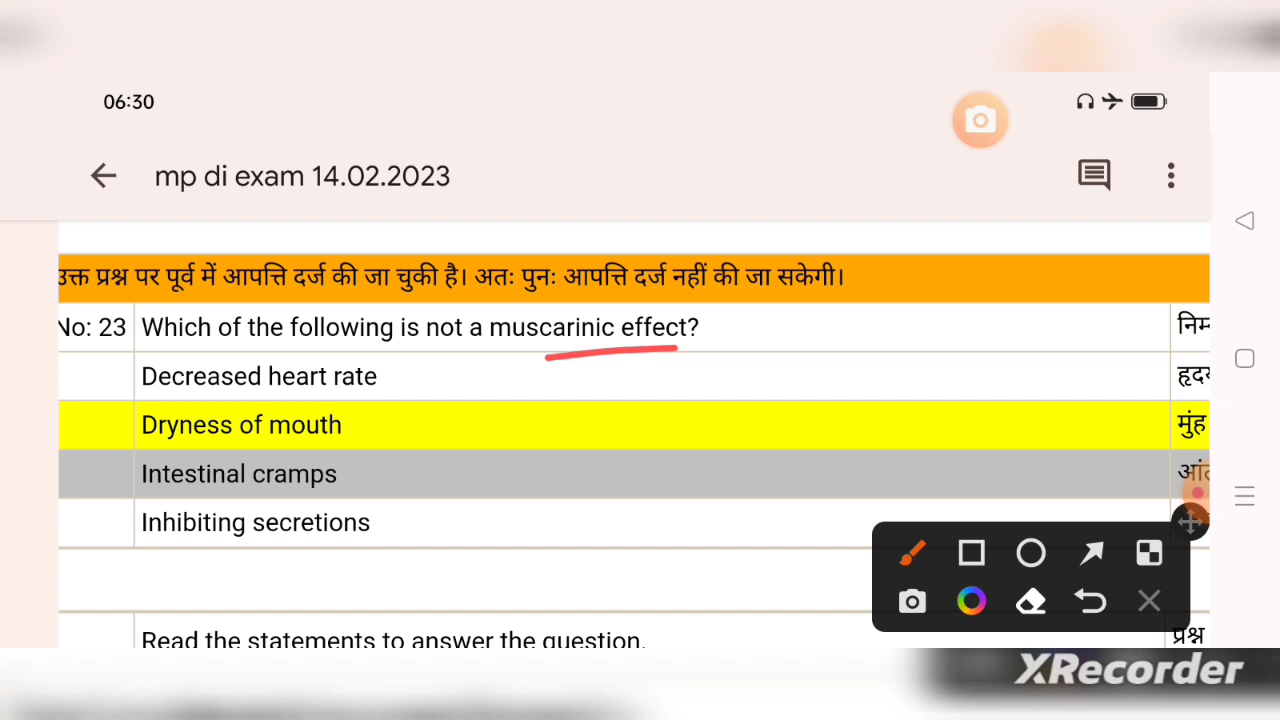 06:30
mp di exam 14.02.2023
उक्त प्रश्न पर पूर्व में आपत्ति दर्ज की जा चुकी है। अतः पुनः आपत्ति दर्ज नहीं की जा सकेगी।
No: 23 Which of the following is not a muscarinic effect?
Decreased heart rate
Dryness of mouth मुंह
Intestinal cramps
Inhibiting secretions
Read the statements to answer the question. प्रश्न
XRecorder